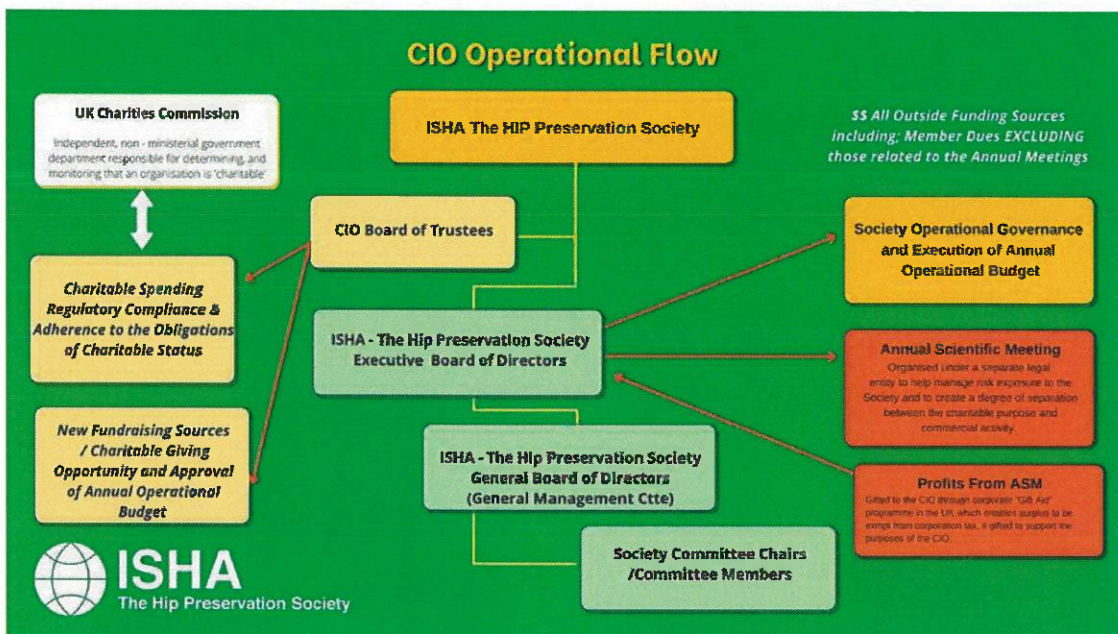 CIO Operational Flow
UK Charities Commission
Independent, non - ministerial government
department responsible for determining, and
monitoring that an organisation is 'charitable'
ISHA The HIP Preservation Society
$$ All Outside Funding Sources
including; Member Dues EXCLUDING
those related to the Annual Meetings
CIO Board of Trustees
Society Operational Governance
and Execution of Annual
Operational Budget
Charitable Spending
Regulatory Compliance &
Adherence to the Obligations
of Charitable Status
ISHA - The Hip Preservation Society
Executive Board of Directors
Annual Scientific Meeting
Organised under a separate legal
entity to help manage risk exposure to the
Society and to create a degree of separation
between the charitable purpose and
commercial activity.
New Fundraising Sources
/ Charitable Giving
Opportunity and Approval
of Annual Operational
Budget
ISHA - The Hip Preservation Society
General Board of Directors
(General Management Ctte)
Profits From ASM
Gifted to the CIO through corporate "Gift Aid"
programme in the UK which enables surplus to be
exempt from corporation tax, if gifted to support the
purposes of the CIO.
Society Committee Chairs
/Committee Members
ISHA
The Hip Preservation Society